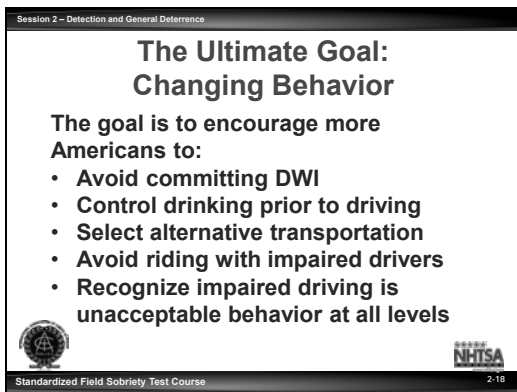 Session 2 – Detection and General Deterrence
The Ultimate Goal:
Changing Behavior
The goal is to encourage more
Americans to:
• Avoid committing DWI
• Control drinking prior to driving
• Select alternative transportation
• Avoid riding with impaired drivers
• Recognize impaired driving is
unacceptable behavior at all levels
NHTSA
Standardized Field Sobriety Test Course
2-18